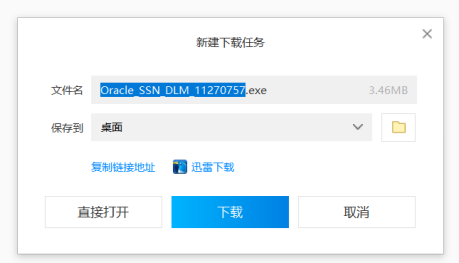 新建下载任务
文件名 Oracle_SSN_DLM_11270757.exe 3.46MB
保存到 桌面
复制链接地址 迅雷下载
直接打开 下载 取消